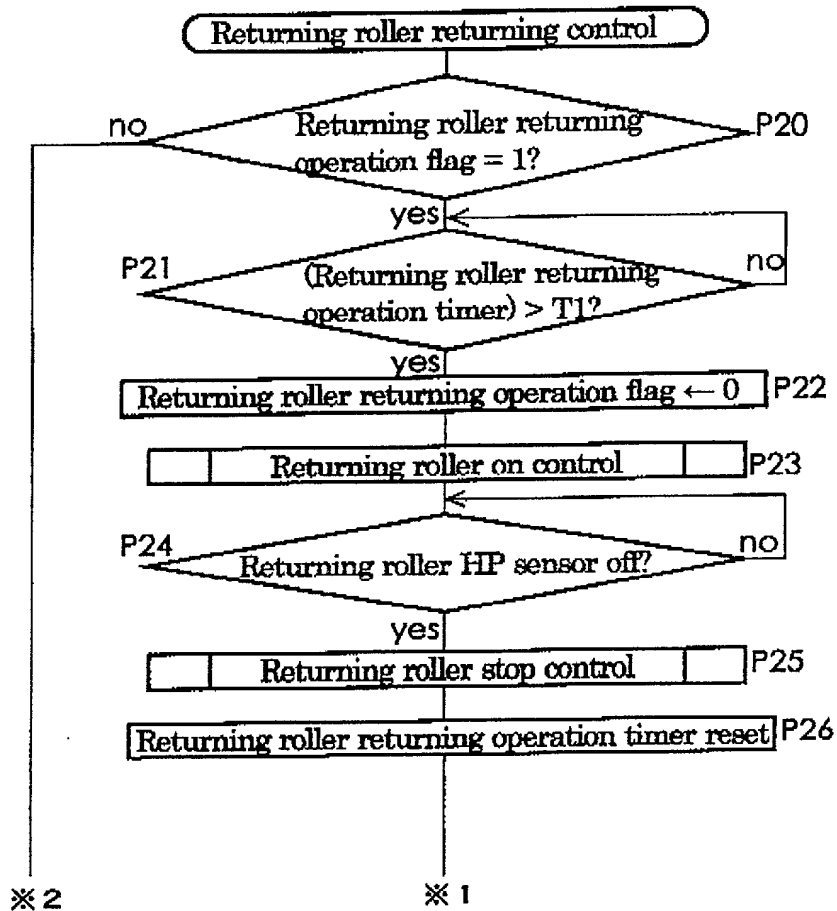 Returning roller returning control
no
Returning roller returning
operation flag = 1?
P20
yes
P21
(Returning roller returning
operation timer) > T1?
no
yes
Returning roller returning operation flag ← 0
P22
Returning roller on control
P23
P24
Returning roller HP sensor off?
no
yes
Returning roller stop control
P25
Returning roller returning operation timer reset
P26
※2
※1